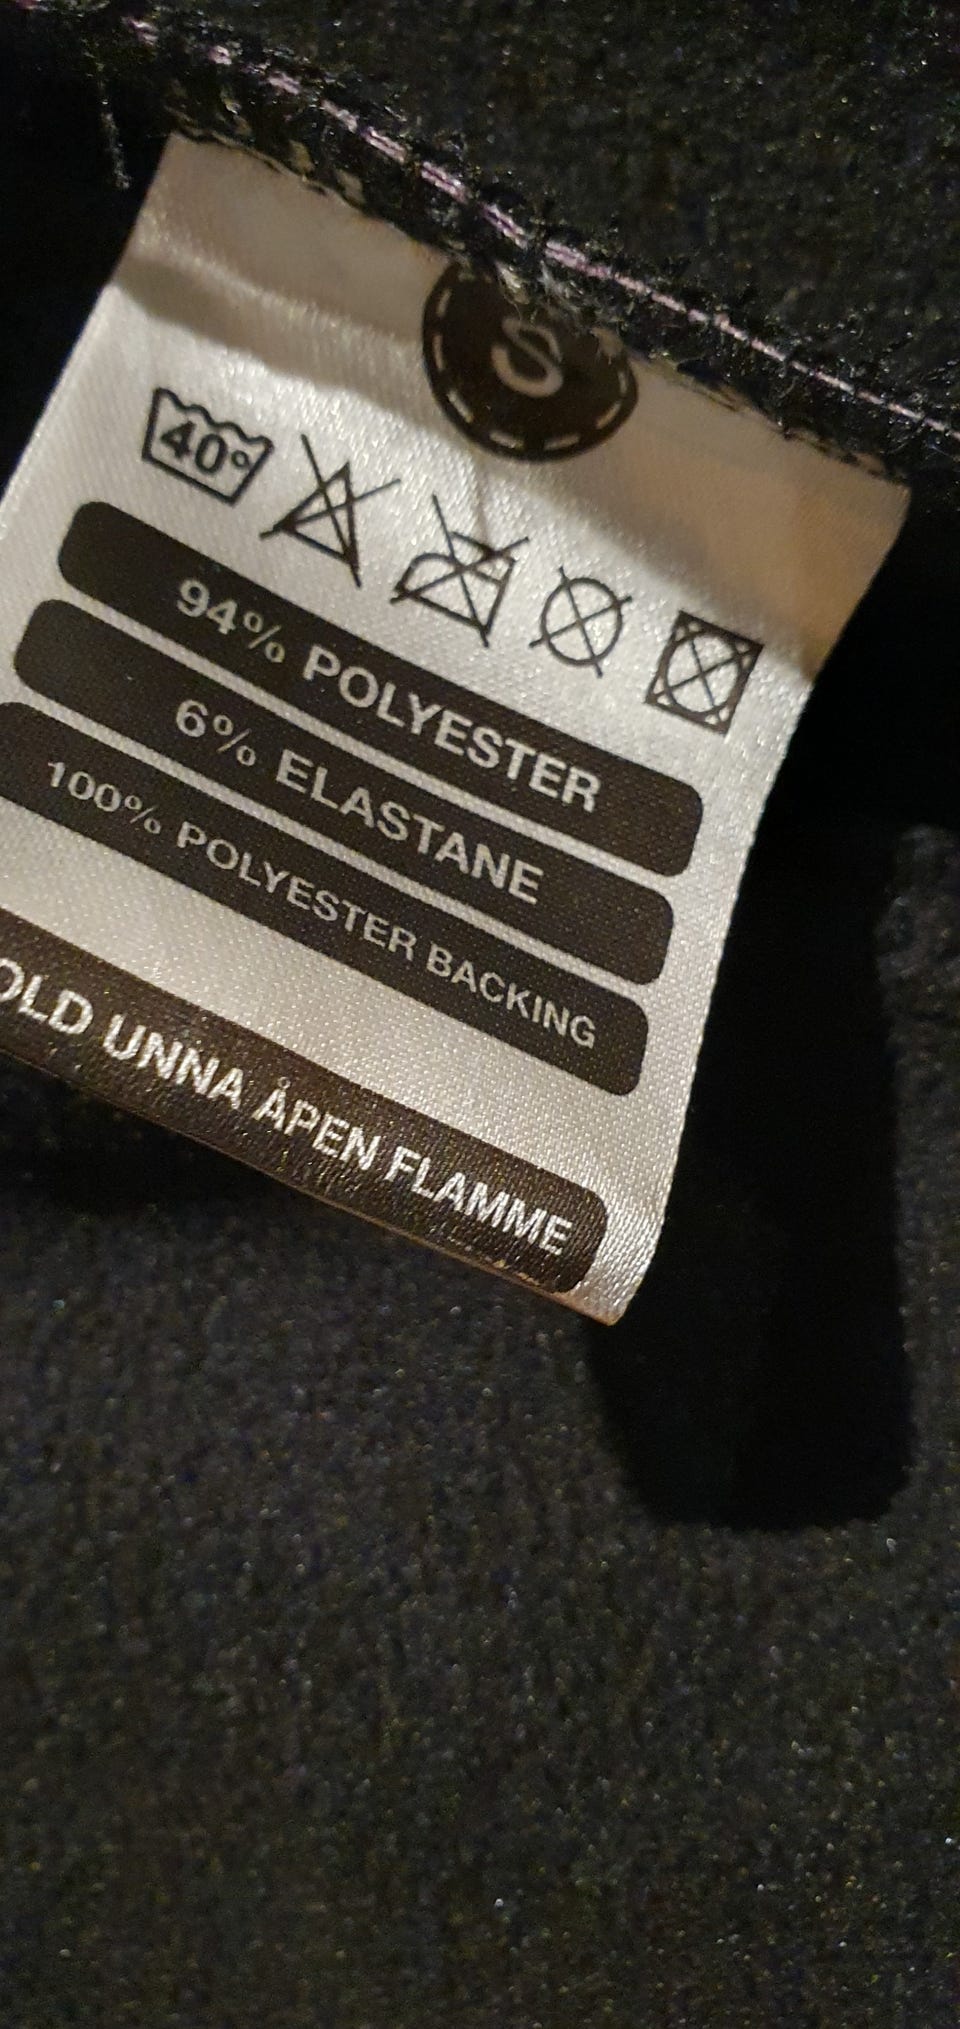 S
40°
94% POLYESTER
6% ELASTANE
100% POLYESTER BACKING
OLD UNNA ÅPEN FLAMME